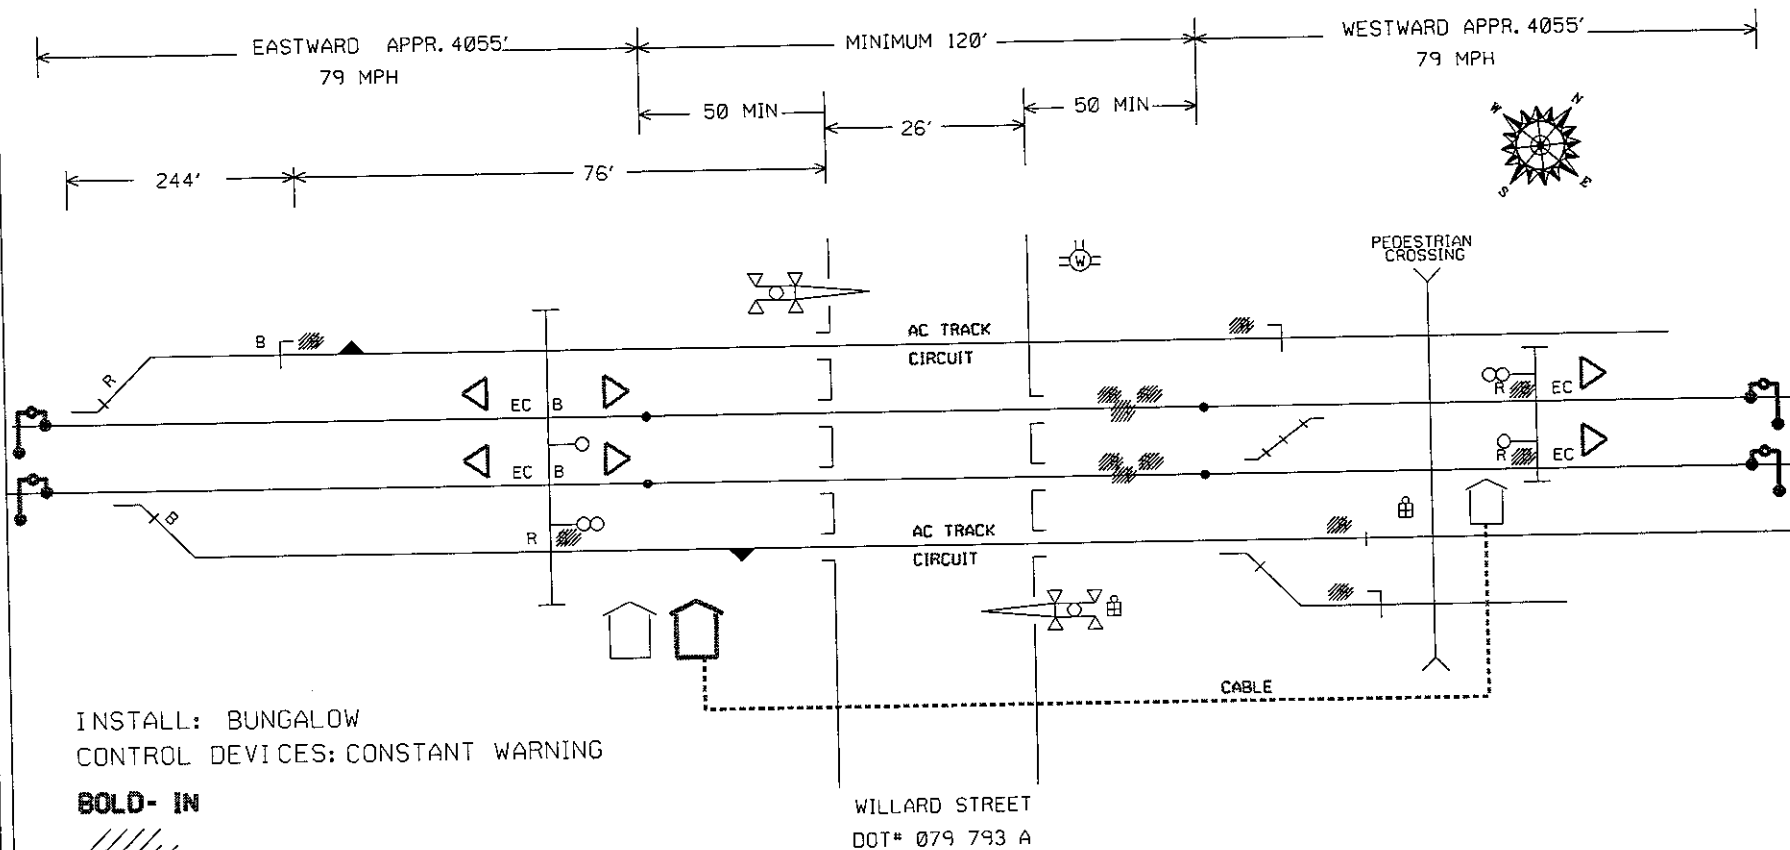 EASTWARD APPR. 4055'
79 MPH
MINIMUM 120'
WESTWARD APPR. 4055'
79 MPH
50 MIN
26'
50 MIN
244'
76'
W
N
S
E
W
PEDESTRIAN
CROSSING
B
AC TRACK
CIRCUIT
R
EC B
R
EC
EC B
R
EC
B
R
AC TRACK
CIRCUIT
CABLE
INSTALL: BUNGALOW
CONTROL DEVICES: CONSTANT WARNING
BOLD- IN
WILLARD STREET
DOT# 079 793 A